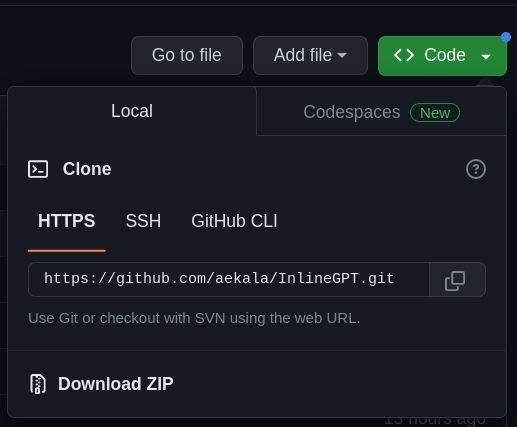 Go to file Add file Code
Local Codespaces New
Clone
HTTPS SSH GitHub CLI
https://github.com/aekala/InlineGPT.git
Use Git or checkout with SVN using the web URL.
Download ZIP
13 hours ago